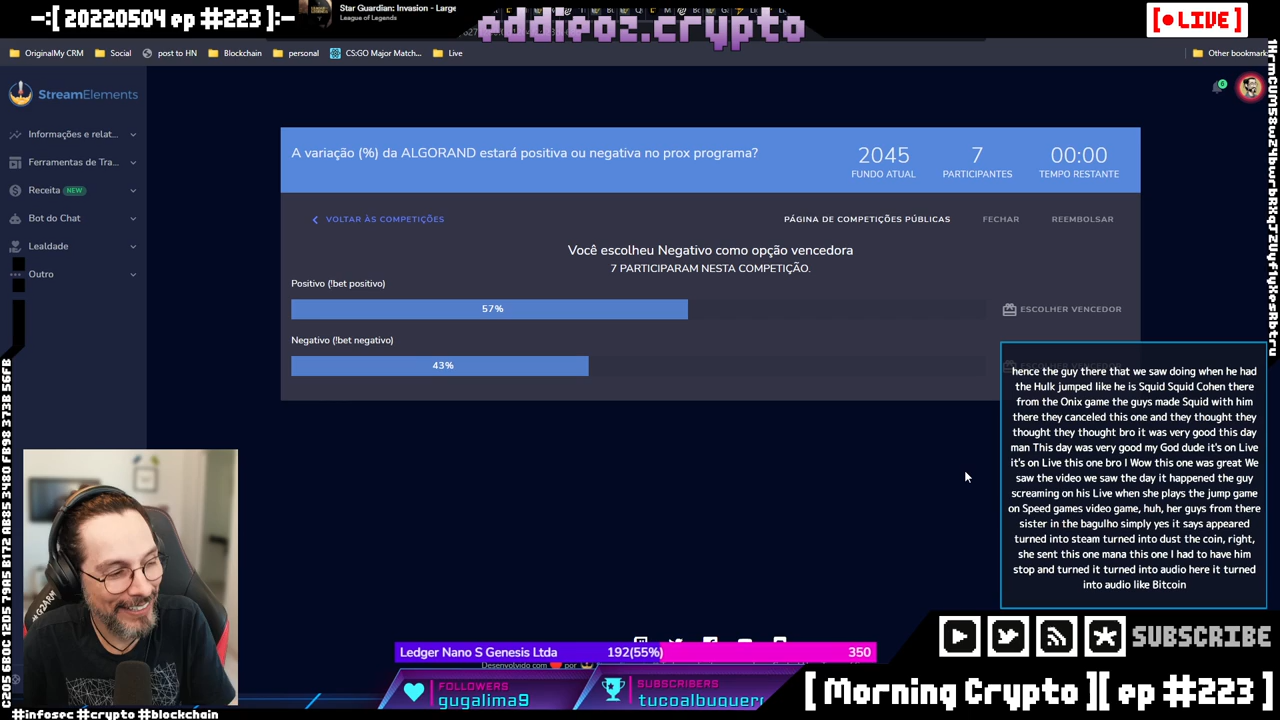 -:[ 20220504 ep #223 ]:-
Star Guardian: Invasion - Large
League of Legends
eddieoz.crypto
[● LIVE]
OriginalMy CRM
Social
post to HN
Blockchain
personal
CS:GO Major Match...
Live
Other bookmark
StreamElements
6
Informações e relat...
Ferramentas de Tra...
Receita NEW
Bot do Chat
Lealdade
Outro
A variação (%) da ALGORAND estará positiva ou negativa no prox programa?
2045
FUNDO ATUAL
7
PARTICIPANTES
00:00
TEMPO RESTANTE
VOLTAR ÀS COMPETIÇÕES
PÁGINA DE COMPETIÇÕES PÚBLICAS
FECHAR
REEMBOLSAR
Você escolheu Negativo como opção vencedora
7 PARTICIPARAM NESTA COMPETIÇÃO.
Positivo (!bet positivo)
57%
ESCOLHER VENCEDOR
Negativo (!bet negativo)
43%
ESCOLHER VENCEDOR
hence the guy there that we saw doing when he had
the Hulk jumped like he is Squid Squid Cohen there
from the Onix game the guys made Squid with him
there they canceled this one and they thought they
thought they thought bro it was very good this day
man This day was very good my God dude it's on Live
it's on Live this one bro I Wow this one was great We
saw the video we saw the day it happened the guy
screaming on his Live when she plays the jump game
on Speed games video game, huh, her guys from there
sister in the bagulho simply yes it says appeared
turned into steam turned into dust the coin, right,
she sent this one mana this one I had to have him
stop and turned it turned into audio here it turned
into audio like Bitcoin
SUBSCRIBE
Ledger Nano S Genesis Ltda
192(55%)
350
Desenvolvido com
por
FOLLOWERS
gugalima9
SUBSCRIBERS
tucoalbuquerq
[ Morning Crypto ][ ep #223 ]
#infosec #crypto #blockchain